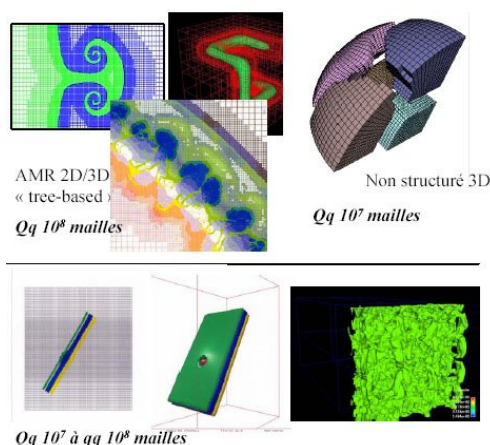 AMR 2D/3D
« tree-based »
Qq 10⁸ mailles
Non structuré 3D
Qq 10⁷ mailles
Qq 10⁷ à qq 10⁸ mailles